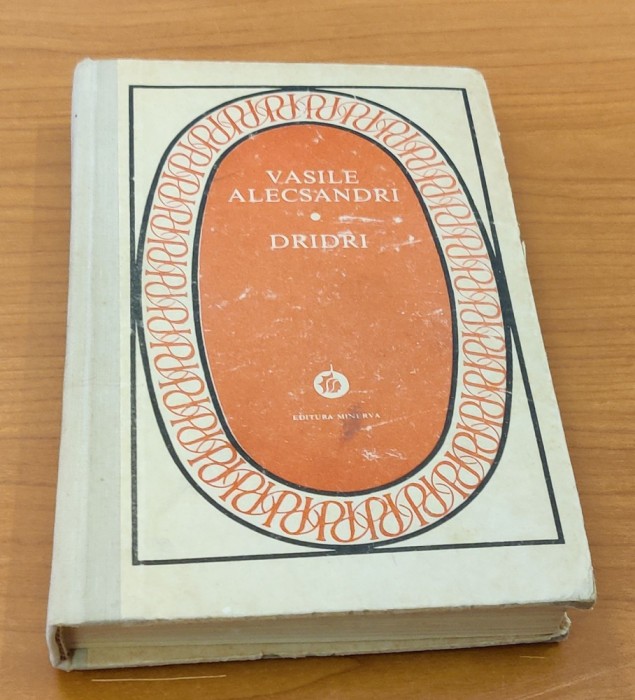 VASILE
ALECSANDRI
•
DRIDRI
EDITURA MINERVA